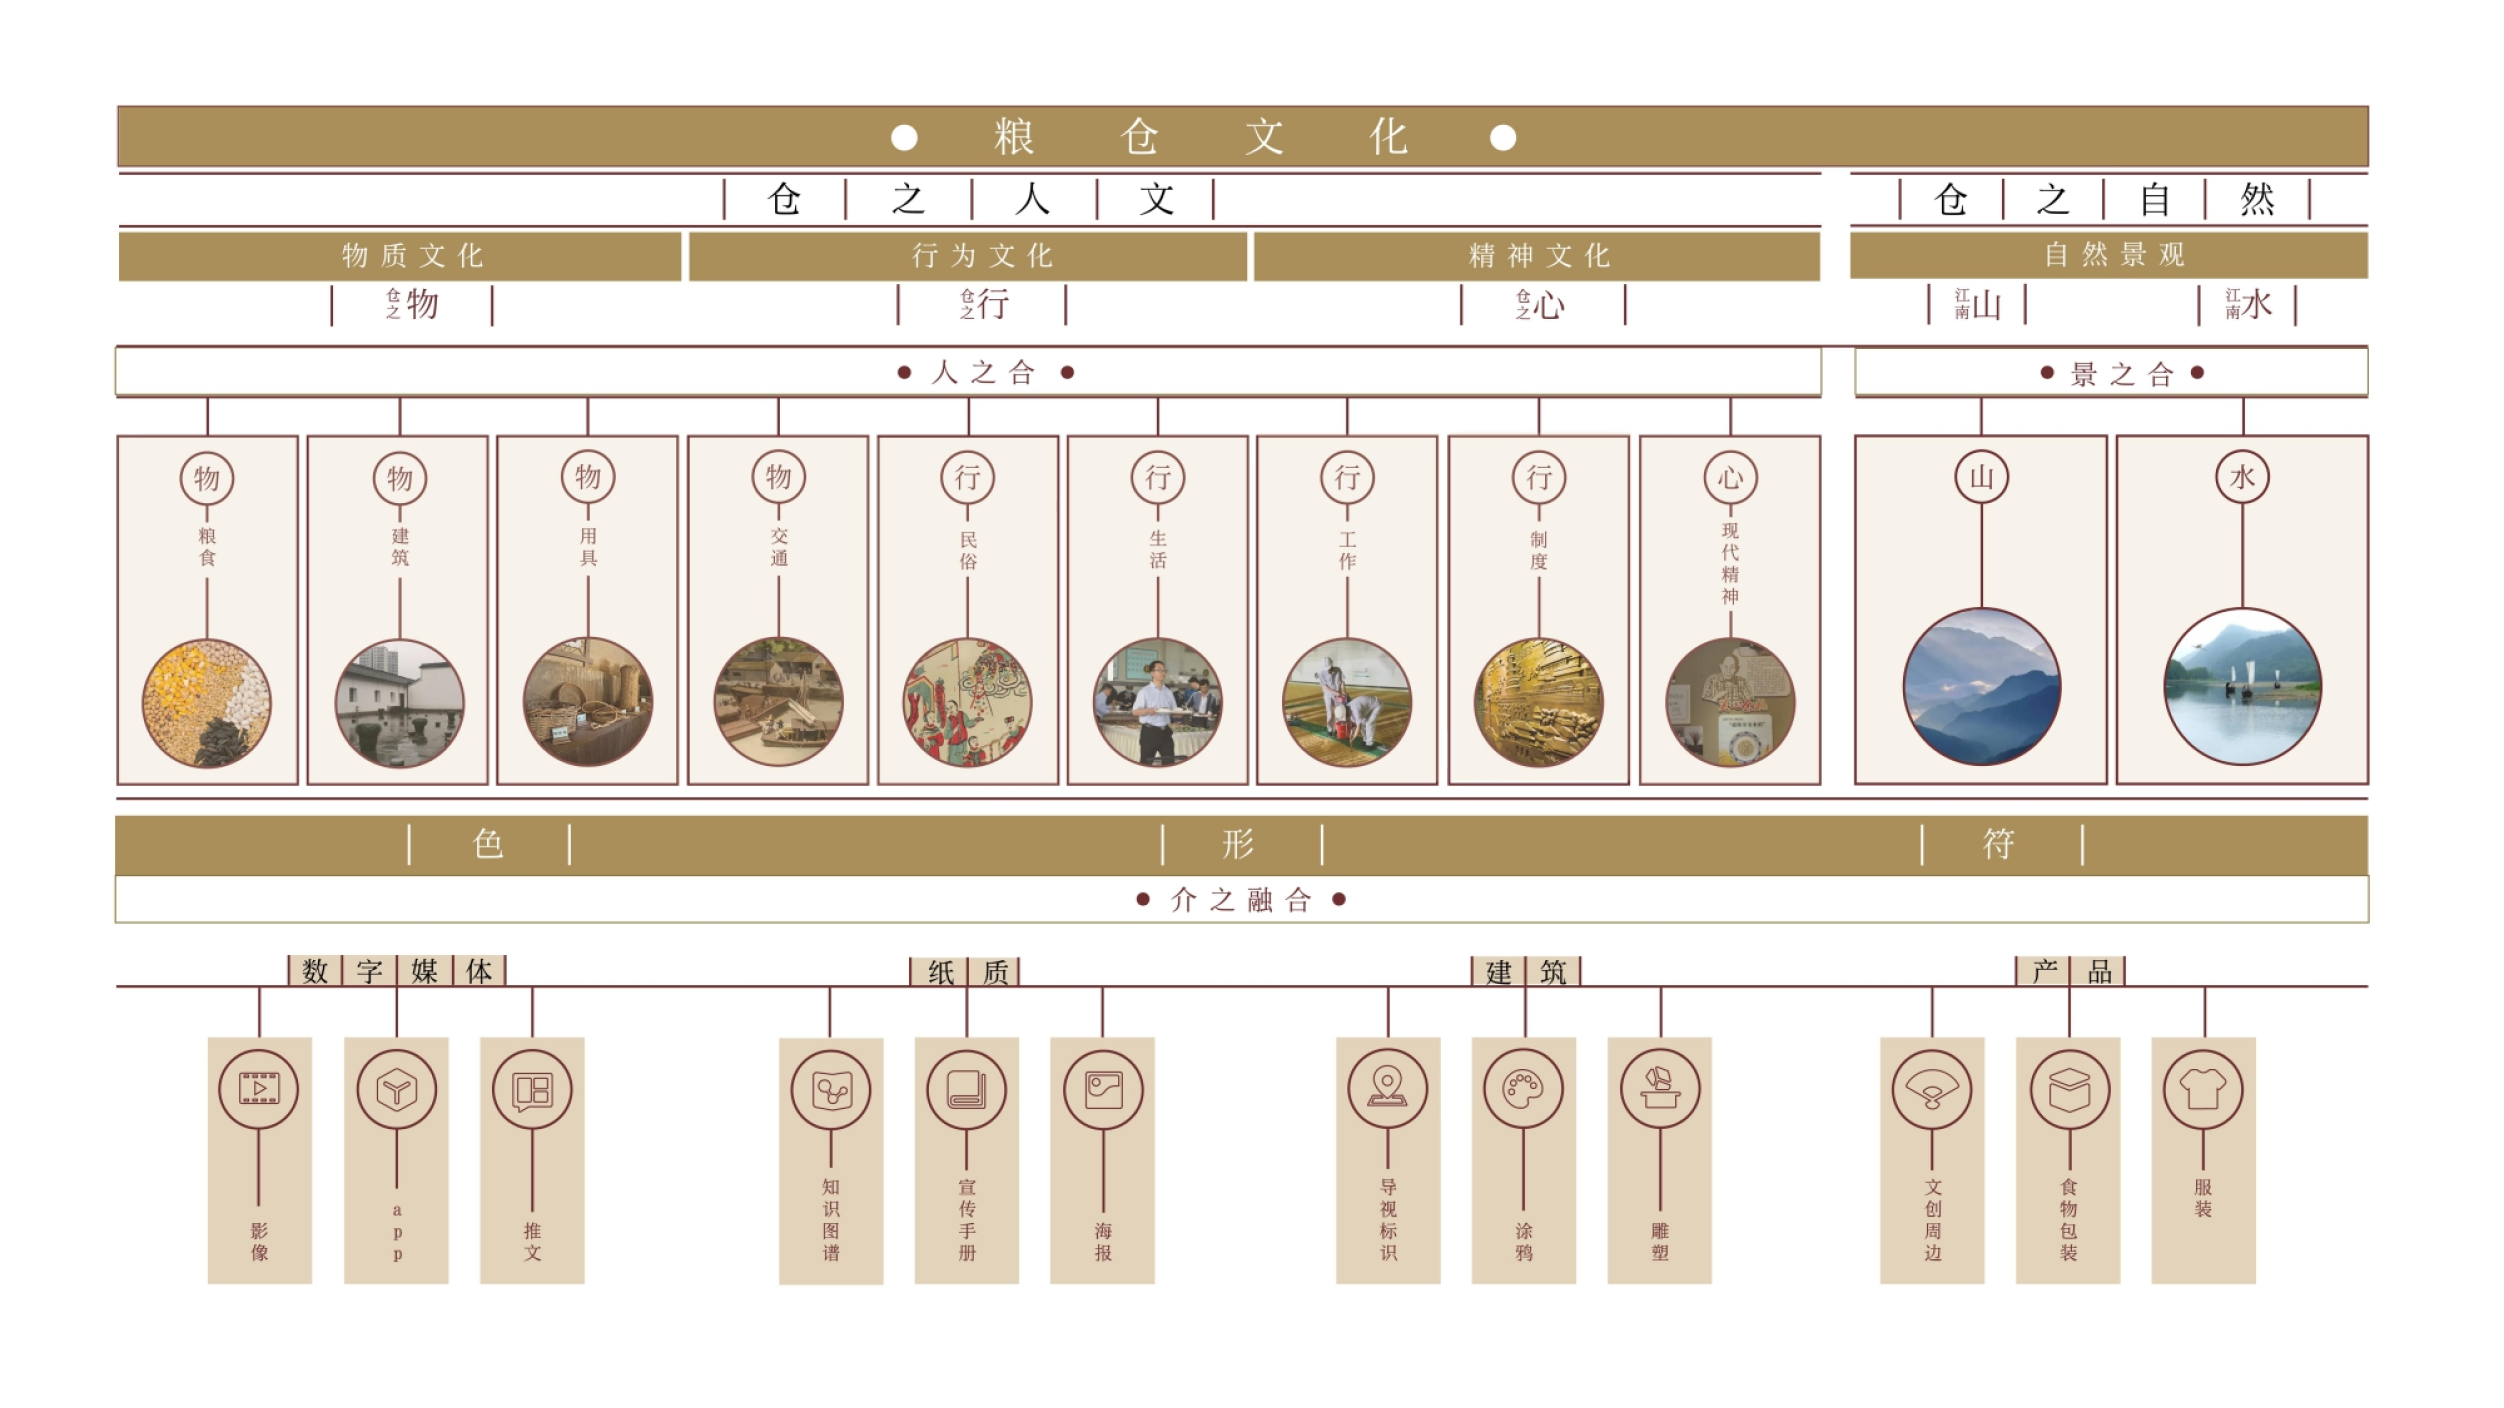 粮仓文化
仓之人文
仓之自然
物质文化
行为文化
精神文化
自然景观
仓之物
仓之行
仓之心
江南山
江南水
人之合
景之合
物
物
物
物
行
行
行
行
心
山
水
粮食
建筑
用具
交通
民俗
生活
工作
制度
现代精神
色
形
符
介之融合
数字媒体
纸质
建筑
产品
影像
app
推文
知识图谱
宣传手册
海报
导视标识
涂鸦
雕塑
文创周边
食物包装
服装